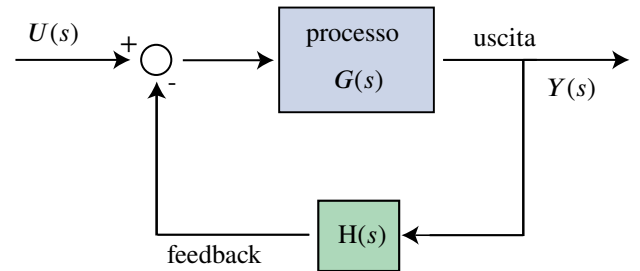 U(s)
+
-
processo
G(s)
uscita
Y(s)
H(s)
feedback